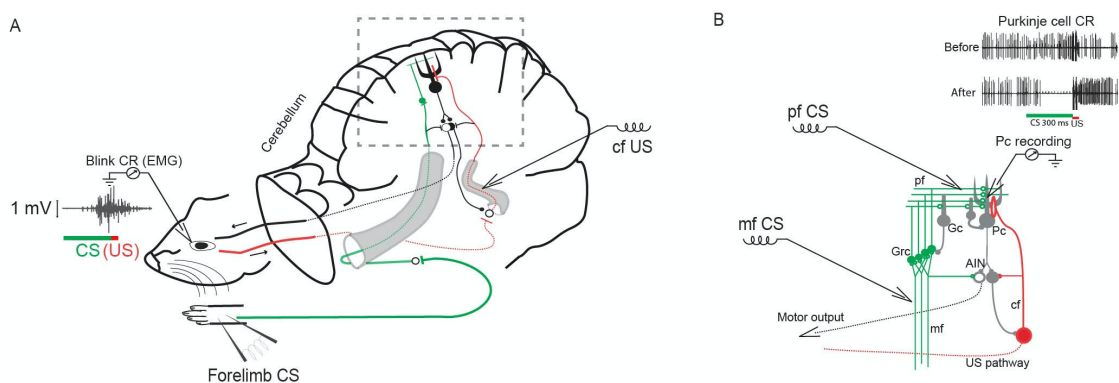 A
Cerebellum
cf US
Blink CR (EMG)
1 mV
CS (US)
Forelimb CS
B
Purkinje cell CR
Before
After
CS 300 ms US
pf CS
Pc recording
pf
mf CS
Gc
Pc
Grc
AIN
cf
Motor output
mf
US pathway